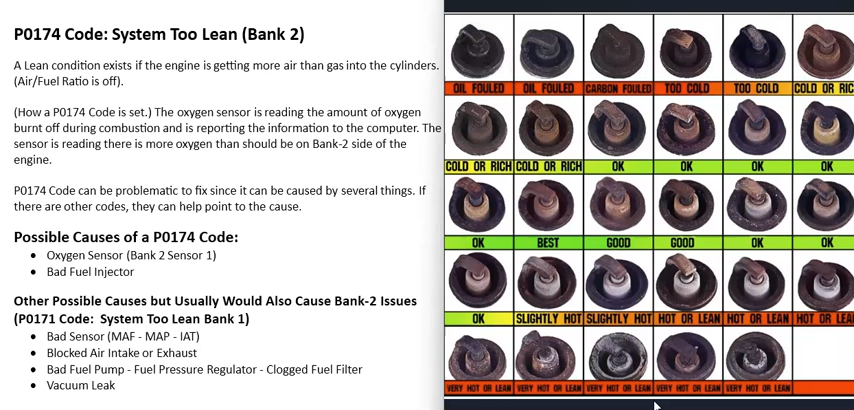 P0174 Code: System Too Lean (Bank 2)
A Lean condition exists if the engine is getting more air than gas into the cylinders.
(Air/Fuel Ratio is off).
(How a P0174 Code is set.) The oxygen sensor is reading the amount of oxygen
burnt off during combustion and is reporting the information to the computer. The
sensor is reading there is more oxygen than should be on Bank-2 side of the
engine.
P0174 Code can be problematic to fix since it can be caused by several things. If
there are other codes, they can help point to the cause.
Possible Causes of a P0174 Code:
• Oxygen Sensor (Bank 2 Sensor 1)
• Bad Fuel Injector
Other Possible Causes but Usually Would Also Cause Bank-2 Issues
(P0171 Code: System Too Lean Bank 1)
• Bad Sensor (MAF - MAP - IAT)
• Blocked Air Intake or Exhaust
• Bad Fuel Pump - Fuel Pressure Regulator - Clogged Fuel Filter
• Vacuum Leak
OIL FOULED OIL FOULED CARBON FOULED TOO COLD TOO COLD COLD OR RIC
COLD OR RICH COLD OR RICH OK OK OK OK
OK BEST GOOD GOOD OK OK
OK SLIGHTLY HOT SLIGHTLY HOT HOT OR LEAN HOT OR LEAN HOT OR LEA
VERY HOT OR LEAN VERY HOT OR LEAN VERY HOT OR LEAN VERY HOT OR LEAN VERY HOT OR LEAN